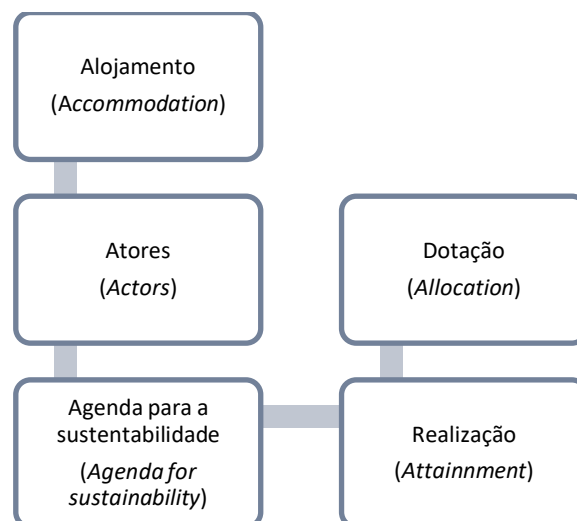 Alojamento
(Accommodation)
Atores
(Actors)
Agenda para a
sustentabilidade
(Agenda for
sustainability)
Realização
(Attainnment)
Dotação
(Allocation)